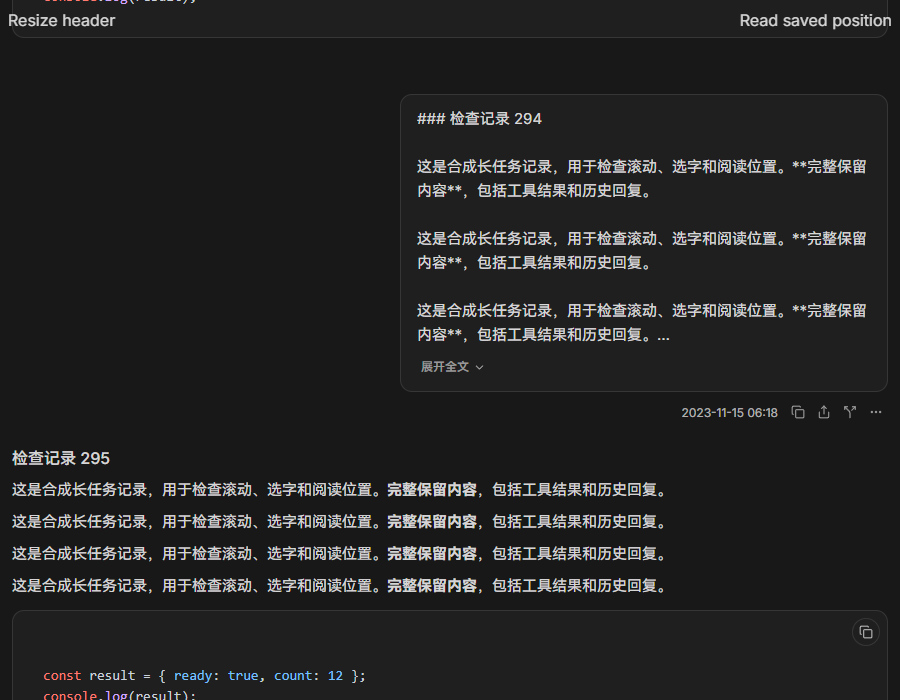 console.log(result);
Resize header
Read saved position
### 检查记录 294
这是合成长任务记录，用于检查滚动、选字和阅读位置。**完整保留
内容**，包括工具结果和历史回复。
这是合成长任务记录，用于检查滚动、选字和阅读位置。**完整保留
内容**，包括工具结果和历史回复。
这是合成长任务记录，用于检查滚动、选字和阅读位置。**完整保留
内容**，包括工具结果和历史回复。...
展开全文
2023-11-15 06:18
检查记录 295
这是合成长任务记录，用于检查滚动、选字和阅读位置。完整保留内容，包括工具结果和历史回复。
这是合成长任务记录，用于检查滚动、选字和阅读位置。完整保留内容，包括工具结果和历史回复。
这是合成长任务记录，用于检查滚动、选字和阅读位置。完整保留内容，包括工具结果和历史回复。
这是合成长任务记录，用于检查滚动、选字和阅读位置。完整保留内容，包括工具结果和历史回复。
const result = { ready: true, count: 12 };
console.log(result);